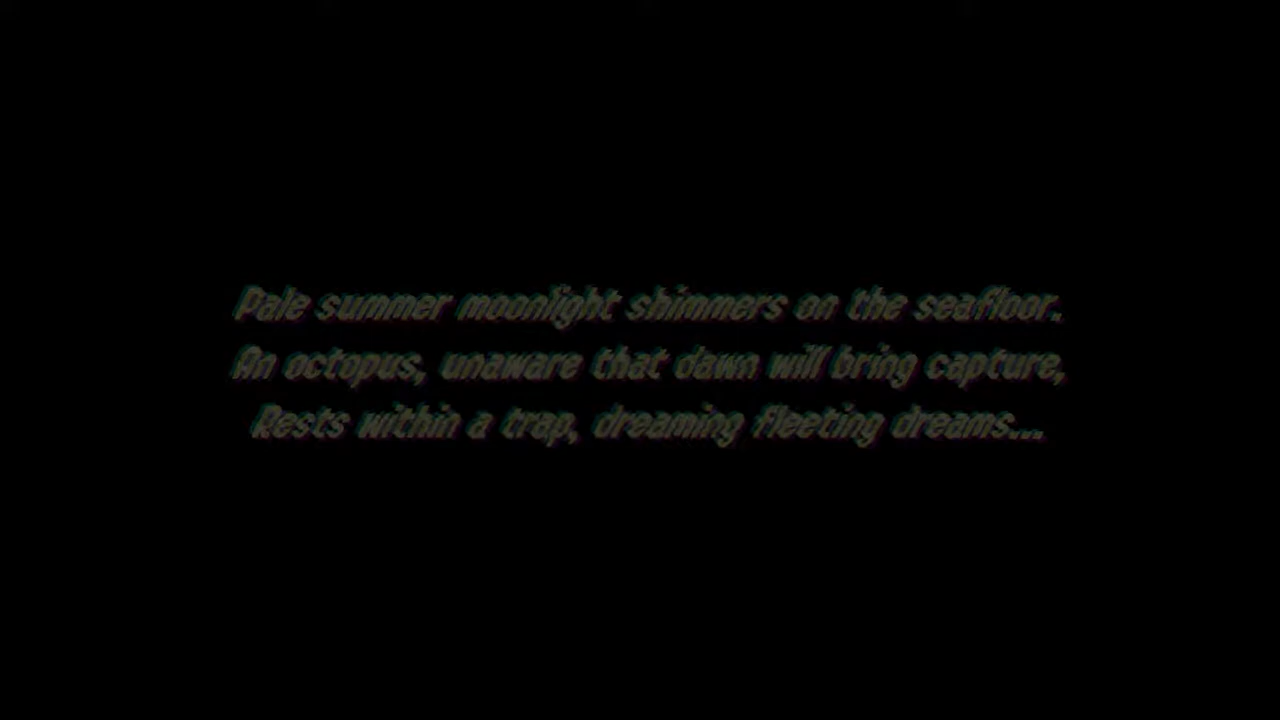 Pale summer moonlight shimmers on the seafloor.
An octopus, unaware that dawn will bring capture,
Rests within a trap, dreaming fleeting dreams...